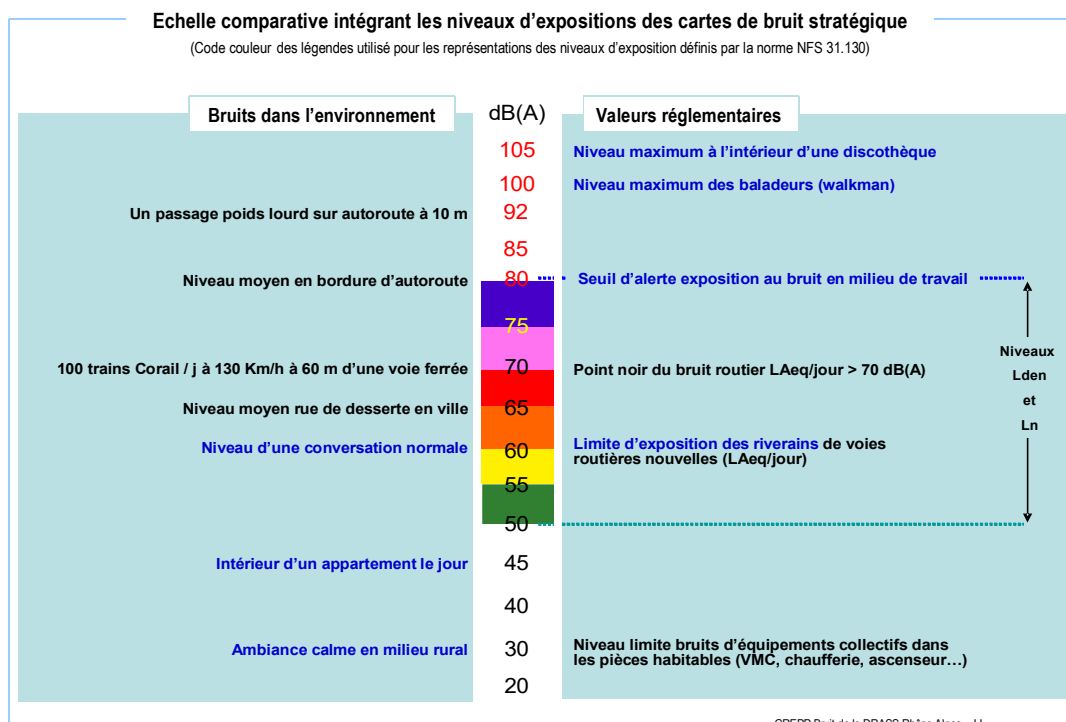 Echelle comparative intégrant les niveaux d'expositions des cartes de bruit stratégique
(Code couleur des légendes utilisé pour les représentations des niveaux d'exposition définis par la norme NFS 31.130)
Bruits dans l'environnement
dB(A)
Valeurs réglementaires
105
Niveau maximum à l'intérieur d'une discothèque
100
Niveau maximum des baladeurs (walkman)
Un passage poids lourd sur autoroute à 10 m
92
85
Niveau moyen en bordure d'autoroute
80
Seuil d'alerte exposition au bruit en milieu de travail
75
Niveaux
Lden
et
Ln
100 trains Corail / j à 130 Km/h à 60 m d'une voie ferrée
70
Point noir du bruit routier LAeq/jour > 70 dB(A)
Niveau moyen rue de desserte en ville
65
Niveau d'une conversation normale
60
Limite d'exposition des riverains de voies
routières nouvelles (LAeq/jour)
55
50
Intérieur d'un appartement le jour
45
40
Ambiance calme en milieu rural
30
Niveau limite bruits d'équipements collectifs dans
les pièces habitables (VMC, chaufferie, ascenseur…)
20